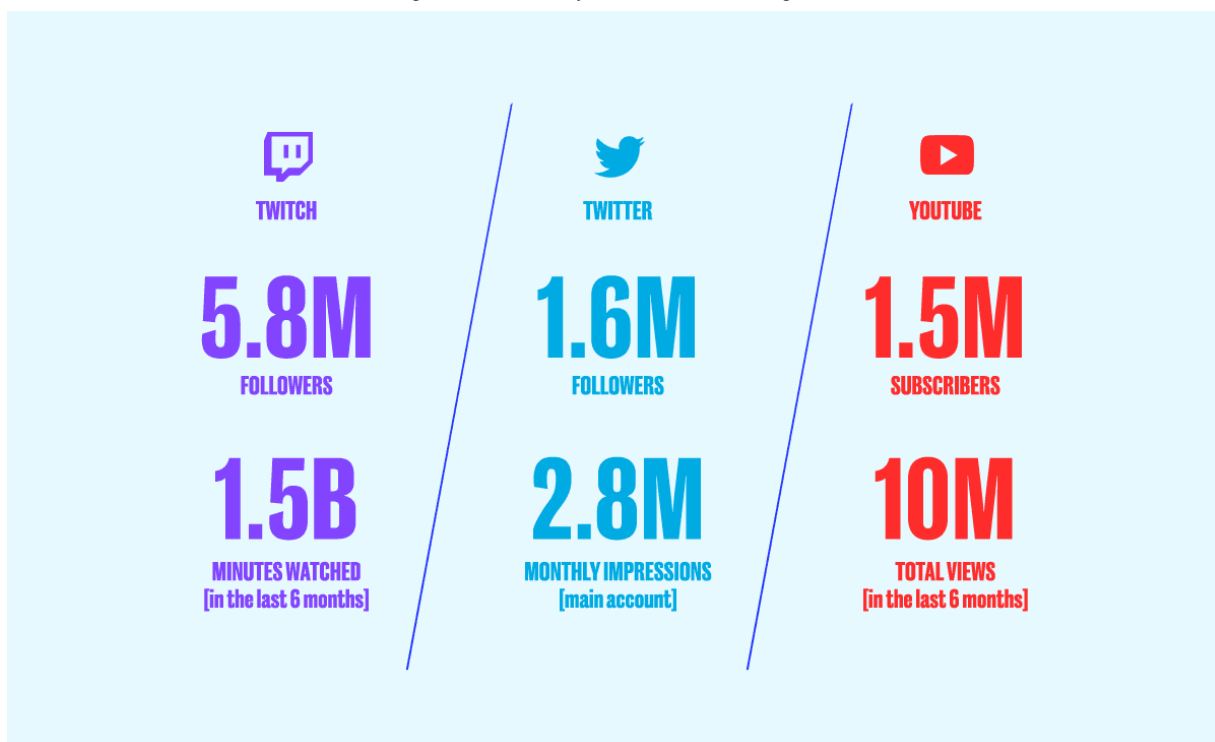 TWITCH
5.8M
FOLLOWERS
1.5B
MINUTES WATCHED
[in the last 6 months]
TWITTER
1.6M
FOLLOWERS
2.8M
MONTHLY IMPRESSIONS
[main account]
YOUTUBE
1.5M
SUBSCRIBERS
10M
TOTAL VIEWS
[in the last 6 months]